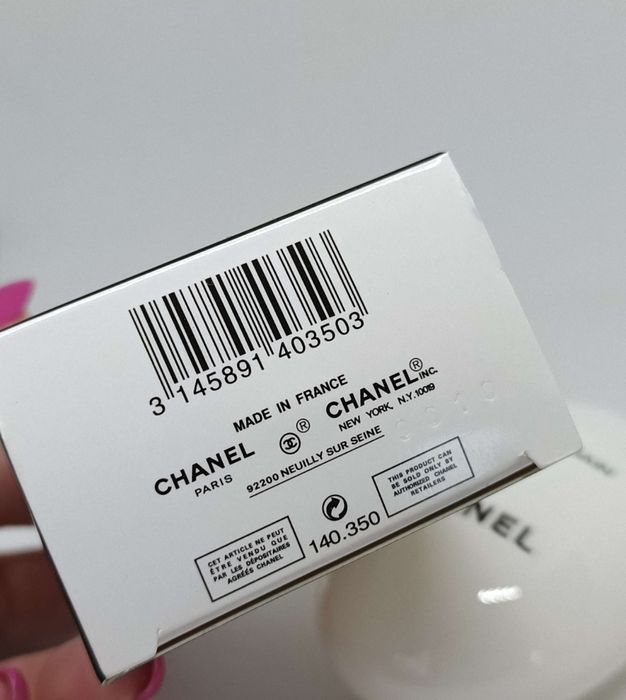 3 145891 403503
MADE IN FRANCE
CHANEL ® CHANEL® INC.
PARIS NEW YORK, N.Y. 10019
92200 NEUILLY SUR SEINE
CET ARTICLE NE PEUT
ÊTRE VENDU QUE
PAR LES DÉPOSITAIRES
AGRÉÉS CHANEL
140.350
THIS PRODUCT CAN
BE SOLD ONLY BY
AUTHORIZED CHANEL
RETAILERS
NEL